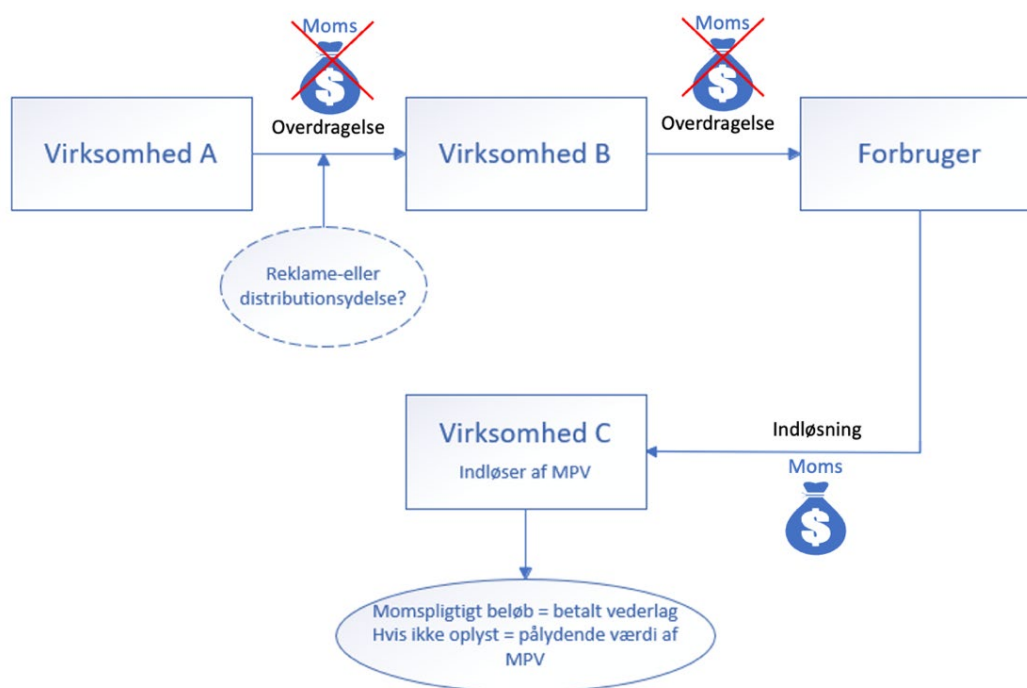 Moms
$
Overdragelse
Moms
$
Overdragelse
Virksomhed A
Virksomhed B
Forbruger
Reklame-eller
distributionsydelse?
Virksomhed C
Indløser af MPV
Indløsning
Moms
$
Momspligtigt beløb = betalt vederlag
Hvis ikke oplyst = pålydende værdi af
MPV